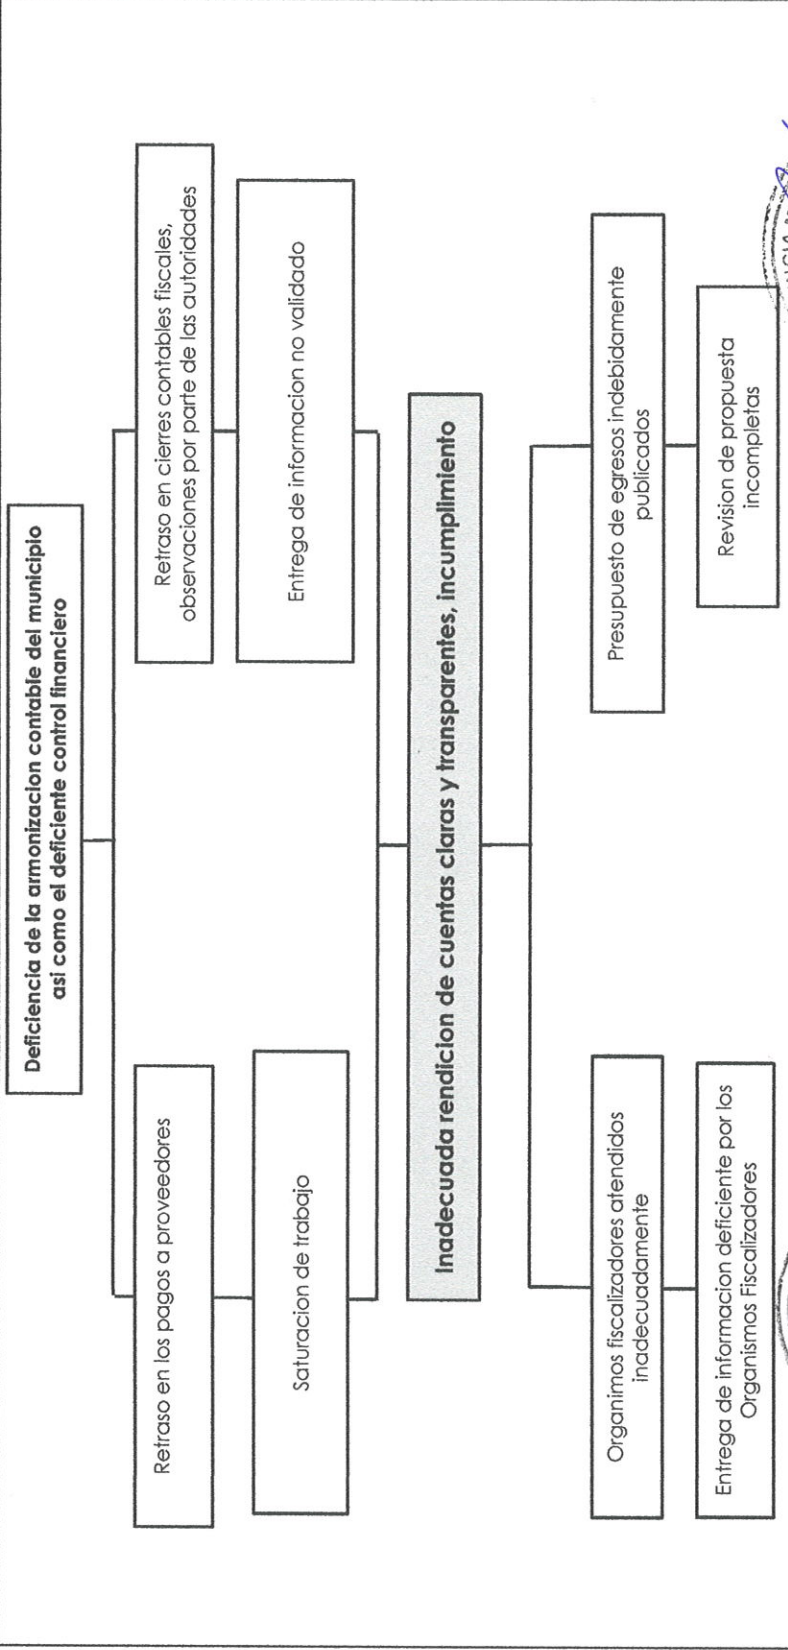 Deficiencia de la armonizacion contable del municipio
asi como el deficiente control financiero
Retraso en los pagos a proveedores
Retraso en cierres contables fiscales,
observaciones por parte de las autoridades
Saturacion de trabajo
Entrega de informacion no validado
Inadecuada rendicion de cuentas claras y transparentes, incumplimiento
Organimos fiscalizadores atendidos
inadecuadamente
Presupuesto de egresos indebidamente
publicados
Entrega de informacion deficiente por los
Organismos Fiscalizadores
Revision de propuesta
incompletas